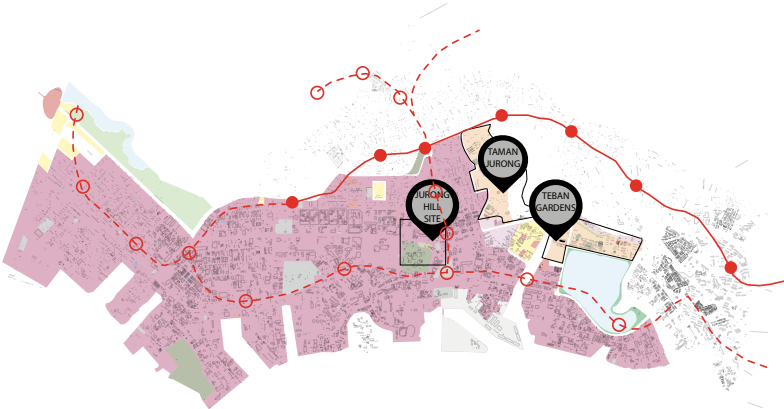 TAMAN
JURONG
JURONG
HILL
SITE
TEBAN
GARDENS